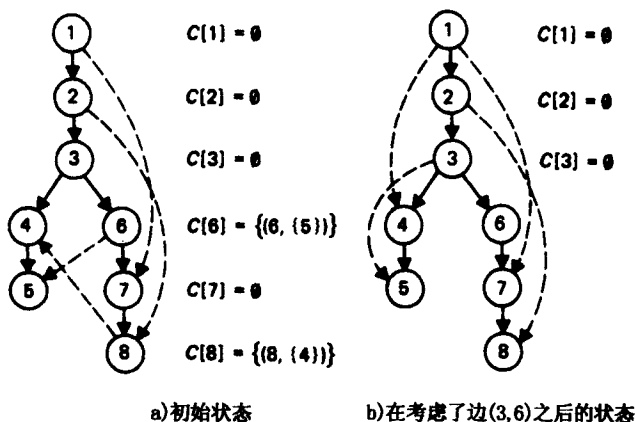 1
C[1] = ∅
2
C[2] = ∅
3
C[3] = ∅
4
6
C[6] = {(6, {5})}
5
7
C[7] = ∅
8
C[8] = {(8, {4})}
a)初始状态
1
C[1] = ∅
2
C[2] = ∅
3
C[3] = ∅
4
6
5
7
8
b)在考虑了边(3,6)之后的状态